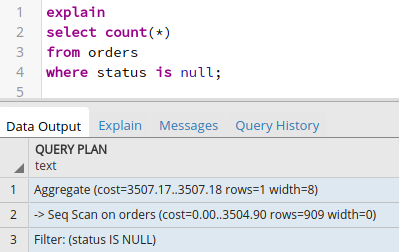 1 explain
2 select count(*)
3 from orders
4 where status is null;
5
Data Output Explain Messages Query History
QUERY PLAN
text
1 Aggregate (cost=3507.17..3507.18 rows=1 width=8)
2 -> Seq Scan on orders (cost=0.00..3504.90 rows=909 width=0)
3 Filter: (status IS NULL)